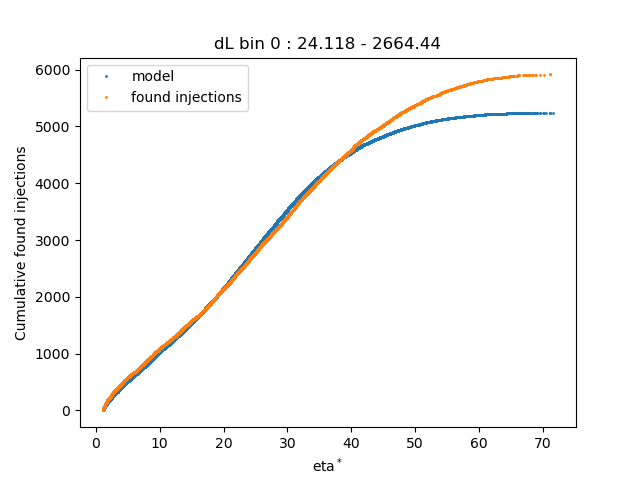 dL bin 0 : 24.118 - 2664.44
model
found injections
Cumulative found injections
6000
5000
4000
3000
2000
1000
0
0 10 20 30 40 50 60 70
eta*